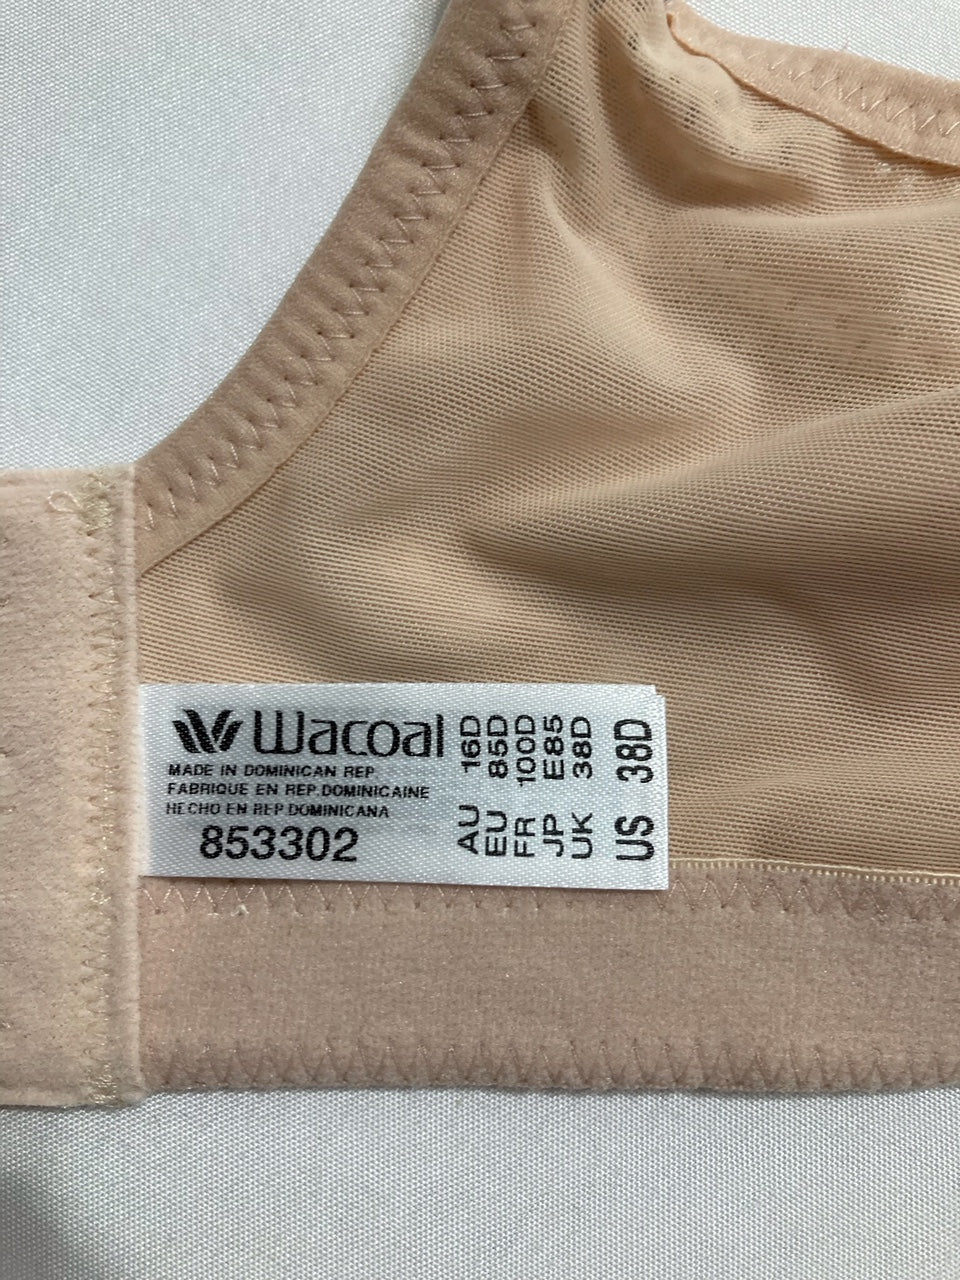 Wacoal
MADE IN DOMINICAN REP.
FABRIQUE EN REP.DOMINICAINE
HECHO EN REP.DOMINICANA
853302
AU 16D
EU 85D
FR 100D
JP E85
UK 38D
US 38D